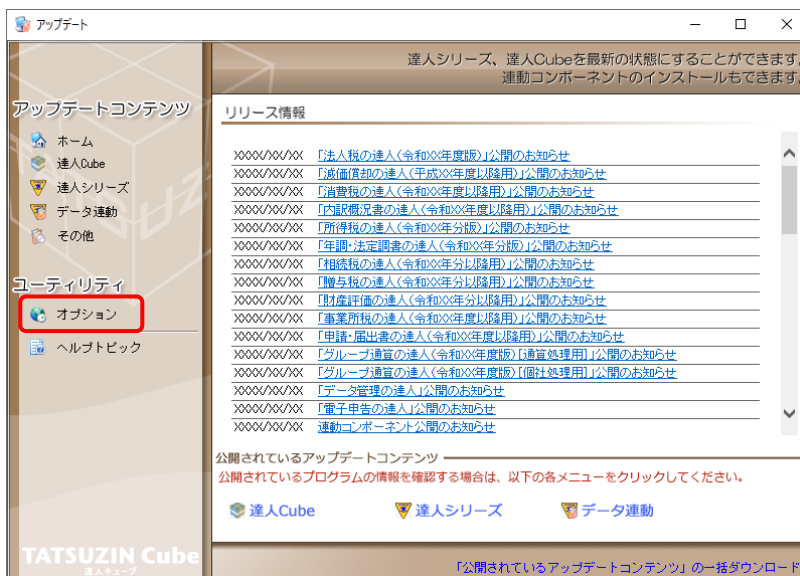 アップデート
達人シリーズ、達人Cubeを最新の状態にすることができます。
連動コンポーネントのインストールもできます。
アップデートコンテンツ
ホーム
達人Cube
達人シリーズ
データ連動
その他
ユーティリティ
オプション
ヘルプトピック
リリース情報
XXXX/XX/XX 「法人税の達人(令和XX年度版)」公開のお知らせ
XXXX/XX/XX 「減価償却の達人(平成XX年度以降用)」公開のお知らせ
XXXX/XX/XX 「消費税の達人(令和XX年度以降用)」公開のお知らせ
XXXX/XX/XX 「内訳概況書の達人(令和XX年度以降用)」公開のお知らせ
XXXX/XX/XX 「所得税の達人(令和XX年分版)」公開のお知らせ
XXXX/XX/XX 「年調・法定調書の達人(令和XX年分版)」公開のお知らせ
XXXX/XX/XX 「相続税の達人(令和XX年分以降用)」公開のお知らせ
XXXX/XX/XX 「贈与税の達人(令和XX年分以降用)」公開のお知らせ
XXXX/XX/XX 「財産評価の達人(令和XX年分以降用)」公開のお知らせ
XXXX/XX/XX 「事業所税の達人(令和XX年度以降用)」公開のお知らせ
XXXX/XX/XX 「申請・届出書の達人(令和XX年度以降用)」公開のお知らせ
XXXX/XX/XX 「グループ通算の達人(令和XX年度版)[通算処理用]」公開のお知らせ
XXXX/XX/XX 「グループ通算の達人(令和XX年度版)[個社処理用]」公開のお知らせ
XXXX/XX/XX 「データ管理の達人」公開のお知らせ
XXXX/XX/XX 「電子申告の達人」公開のお知らせ
XXXX/XX/XX 連動コンポーネント公開のお知らせ
公開されているアップデートコンテンツ
公開されているプログラムの情報を確認する場合は、以下の各メニューをクリックしてください。
達人Cube 達人シリーズ データ連動
TATSUZIN Cube
達人キューブ
「公開されているアップデートコンテンツ」の一括ダウンロード